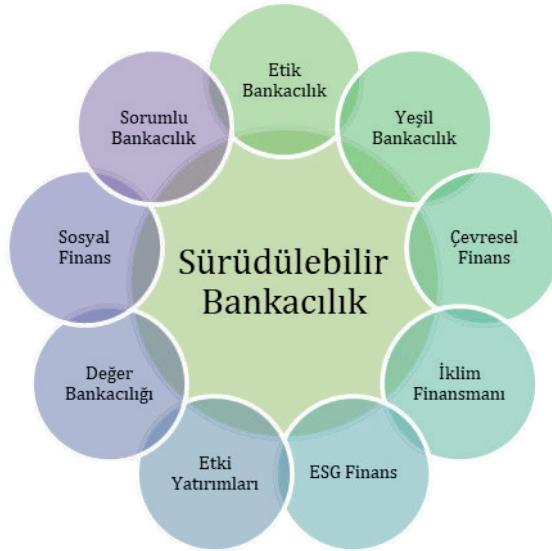 Etik
Bankacılık
Yeşil
Bankacılık
Çevresel
Finans
İklim
Finansmanı
ESG Finans
Etki
Yatırımları
Değer
Bankacılığı
Sosyal
Finans
Sorumlu
Bankacılık
Sürüdülebilir
Bankacılık